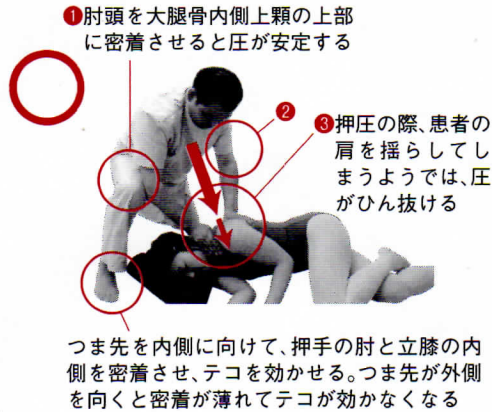 ❶肘頭を大腿骨内側上顆の上部
に密着させると圧が安定する
❷
❸押圧の際、患者の
肩を揺らしてし
まうようでは、圧
がひん抜ける
つま先を内側に向けて、押手の肘と立膝の内
側を密着させ、テコを効かせる。つま先が外側
を向くと密着が薄れてテコが効かなくなる